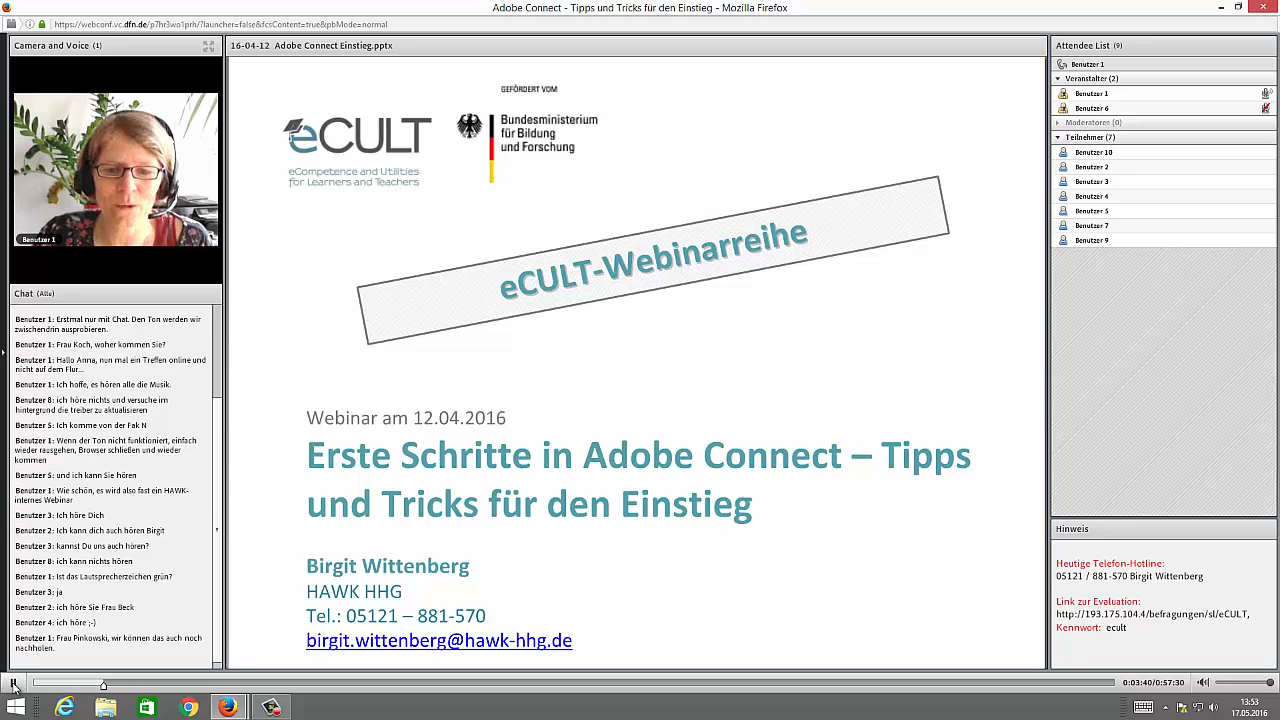 Adobe Connect - Tipps und Tricks für den Einstieg - Mozilla Firefox
https://webconf.vc.dfn.de/p7hr3wo1prh/?launcher=false&fcsContent=true&pbMode=normal
Camera and Voice (1)
Benutzer 1
Chat (Alle)
Benutzer 1: Erstmal nur mit Chat. Den Ton werden wir
zwischendrin ausprobieren.
Benutzer 1: Frau Koch, woher kommen Sie?
Benutzer 1: Hallo Anna, nun mal ein Treffen online und
nicht auf dem Flur...
Benutzer 1: Ich hoffe, es hören alle die Musik.
Benutzer 8: ich höre nichts und versuche im
hintergrund die treiber zu aktualisieren
Benutzer 5: Ich komme von der Fak N
Benutzer 1: Wenn der Ton nicht funktioniert, einfach
wieder rausgehen, Browser schließen und wieder
kommen
Benutzer 5: und ich kann Sie hören
Benutzer 1: Wie schön, es wird also fast ein HAWK-
internes Webinar
Benutzer 3: Ich höre Dich
Benutzer 2: Ich kann dich auch hören Birgit
Benutzer 3: kannst Du uns auch hören?
Benutzer 8: ich kann nichts hören
Benutzer 1: Ist das Lautsprecherzeichen grün?
Benutzer 3: ja
Benutzer 2: ich höre Sie Frau Beck
Benutzer 4: ich höre ;-)
Benutzer 1: Frau Pinkowski, wir können das auch noch
nachholen.
16-04-12 Adobe Connect Einstieg.pptx
eCULT
eCompetence and Utilities
for Learners and Teachers
GEFÖRDERT VOM
Bundesministerium
für Bildung
und Forschung
eCULT-Webinarreihe
Webinar am 12.04.2016
Erste Schritte in Adobe Connect – Tipps
und Tricks für den Einstieg
Birgit Wittenberg
HAWK HHG
Tel.: 05121 – 881-570
birgit.wittenberg@hawk-hhg.de
Attendee List (9)
Benutzer 1
Veranstalter (2)
Benutzer 1
Benutzer 6
Moderatoren (0)
Teilnehmer (7)
Benutzer 10
Benutzer 2
Benutzer 3
Benutzer 4
Benutzer 5
Benutzer 7
Benutzer 9
Hinweis
Heutige Telefon-Hotline:
05121 / 881-570 Birgit Wittenberg
Link zur Evaluation:
http://193.175.104.4/befragungen/sl/eCULT,
Kennwort: ecult
0:03:40/0:57:30
13:53
17.05.2016